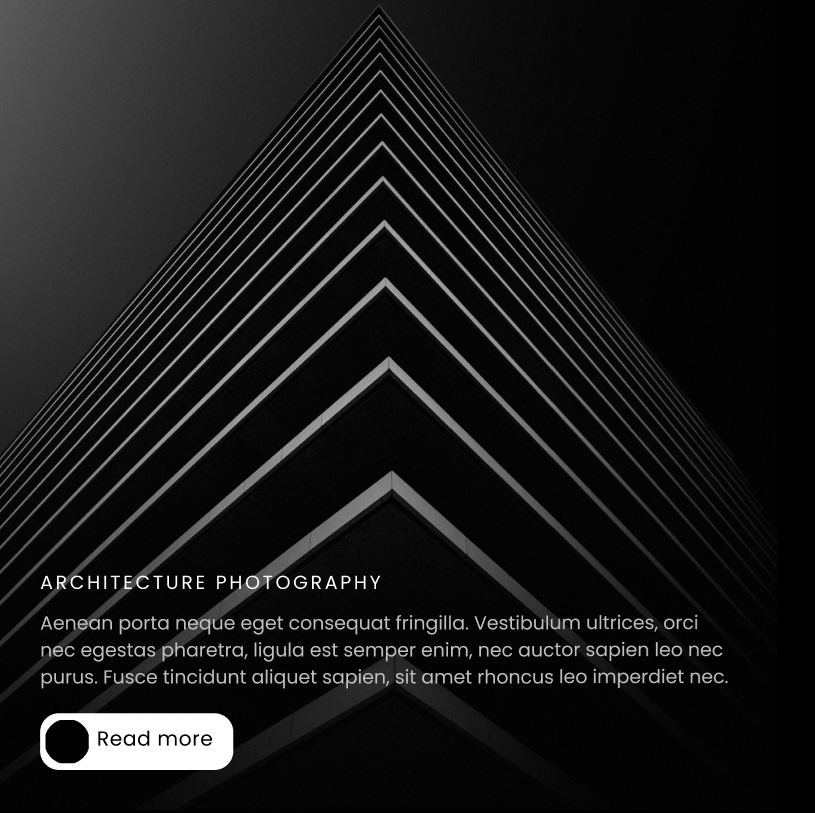 ARCHITECTURE PHOTOGRAPHY
Aenean porta neque eget consequat fringilla. Vestibulum ultrices, orci
nec egestas pharetra, ligula est semper enim, nec auctor sapien leo nec
purus. Fusce tincidunt aliquet sapien, sit amet rhoncus leo imperdiet nec.
Read more